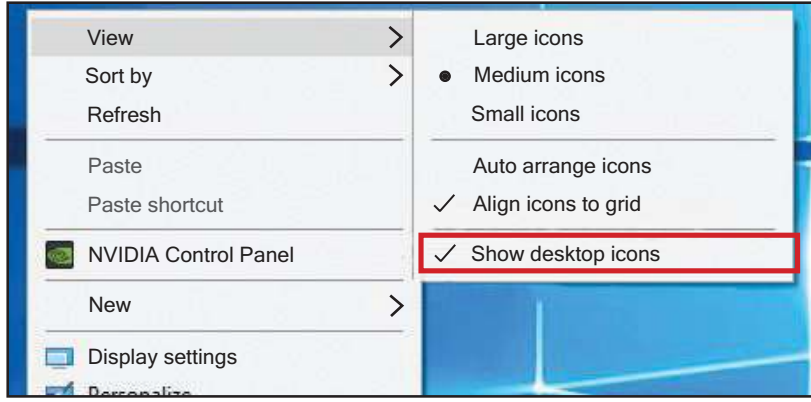 View
Sort by
Refresh
Paste
Paste shortcut
NVIDIA Control Panel
New
Display settings
Personalize
Large icons
Medium icons
Small icons
Auto arrange icons
Align icons to grid
Show desktop icons